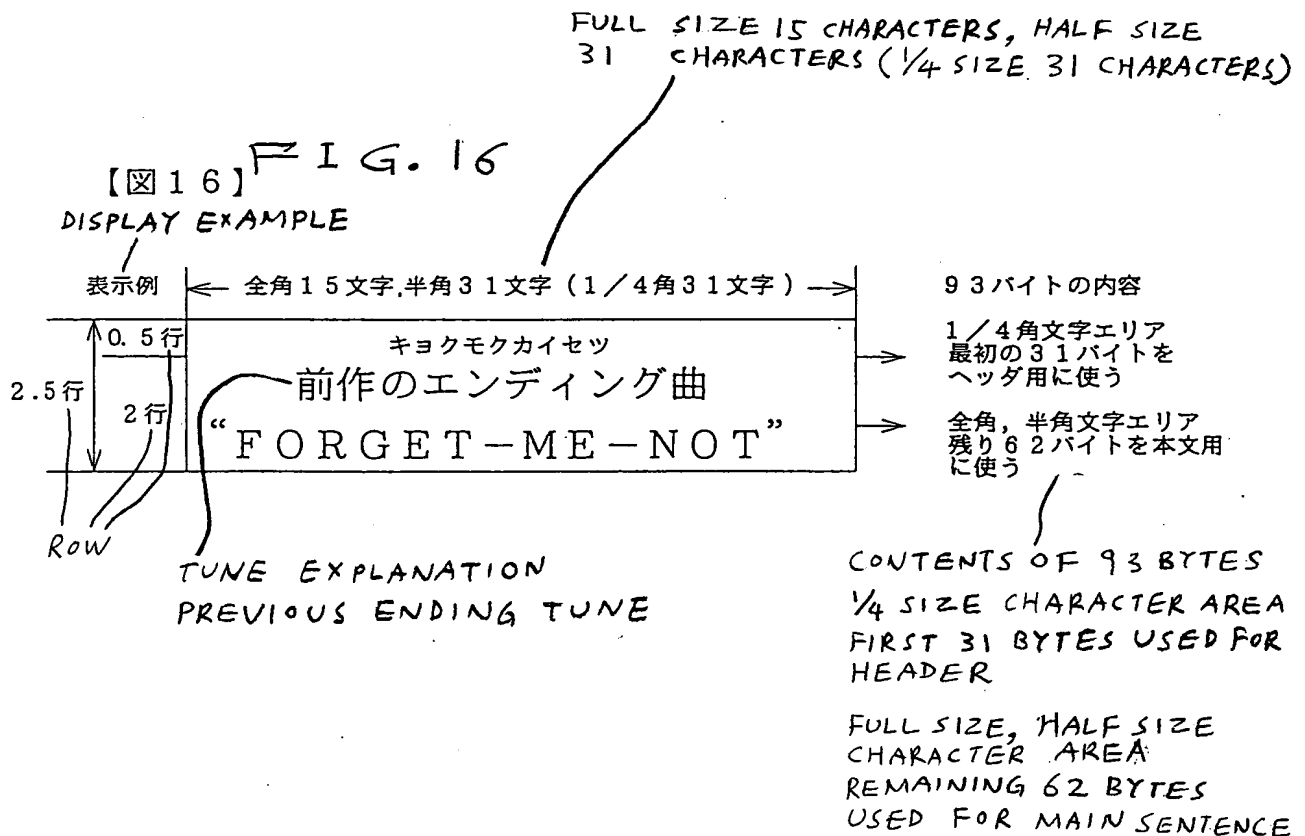 FULL SIZE 15 CHARACTERS, HALF SIZE
31 CHARACTERS (1/4 SIZE 31 CHARACTERS)
FIG. 16
【図16】
DISPLAY EXAMPLE
表示例
全角15文字,半角31文字(1/4角31文字)
93バイトの内容
0.5行
キョクモクカイセツ
1/4角文字エリア
最初の31バイトを
ヘッダ用に使う
2.5行
前作のエンディング曲
2行
“FORGET-ME-NOT”
全角,半角文字エリア
残り62バイトを本文用
に使う
ROW
TUNE EXPLANATION
PREVIOUS ENDING TUNE
CONTENTS OF 93 BYTES
1/4 SIZE CHARACTER AREA
FIRST 31 BYTES USED FOR
HEADER
FULL SIZE, HALF SIZE
CHARACTER AREA
REMAINING 62 BYTES
USED FOR MAIN SENTENCE